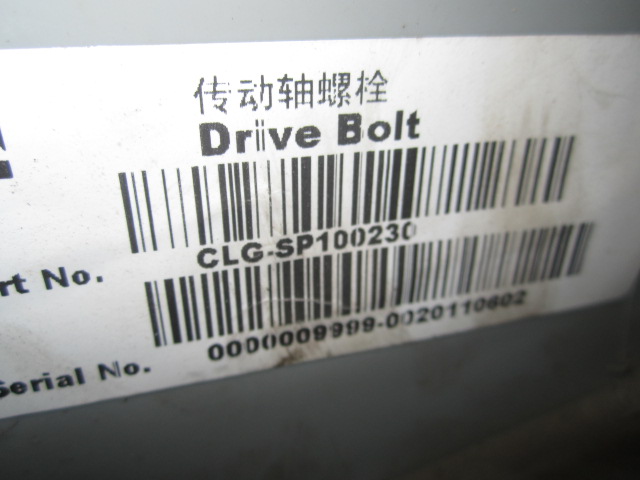 传动轴螺栓
Drive Bolt
rt No. CLG-SP100230
Serial No. 0000009999-0020110602